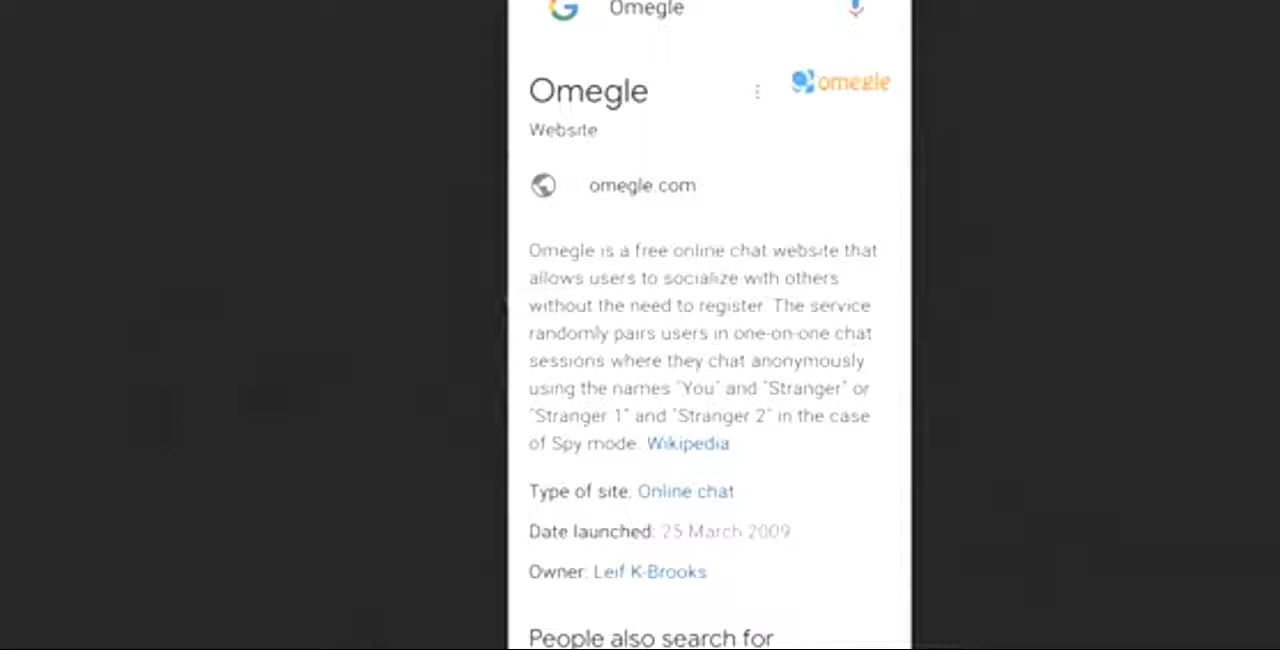 Omegle
Omegle
omegle
Website
omegle.com
Omegle is a free online chat website that
allows users to socialize with others
without the need to register. The service
randomly pairs users in one-on-one chat
sessions where they chat anonymously
using the names "You" and "Stranger" or
"Stranger 1" and "Stranger 2" in the case
of Spy mode. Wikipedia
Type of site: Online chat
Date launched: 25 March 2009
Owner: Leif K-Brooks
People also search for